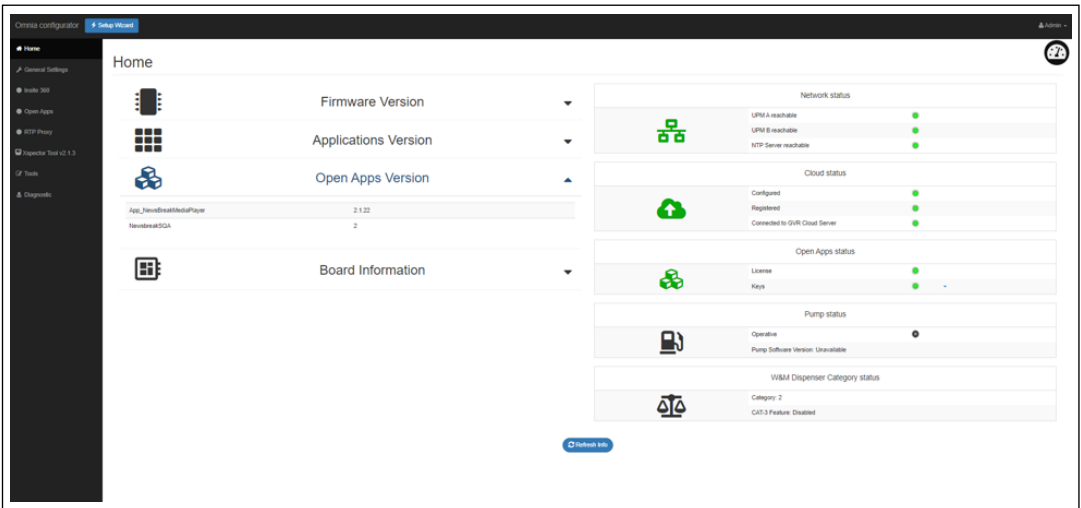 Omnia configurator
Setup Wizard
Admin
Home
General Settings
Insite 360
Open Apps
RTP Proxy
Xspector Tool v2.1.3
Tools
Diagnostic
Home
Firmware Version
Applications Version
Open Apps Version
App_NewsBreakMediaPlayer 2.1.22
NewsbreakSQA 2
Board Information
Network status
UPM A reachable
UPM B reachable
NTP Server reachable
Cloud status
Configured
Registered
Connected to GVR Cloud Server
Open Apps status
License
Keys
Pump status
Operative
Pump Software Version: Unavailable
W&M Dispenser Category status
Category: 2
CAT-3 Feature: Disabled
Refresh Info